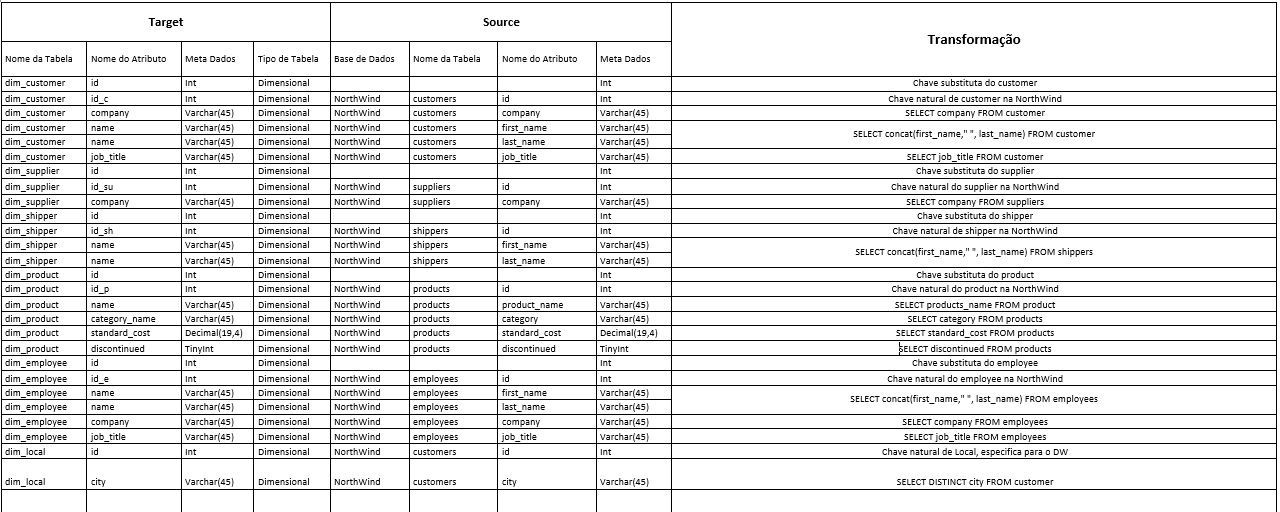 Target Source Transformação
Nome da Tabela Nome do Atributo Meta Dados Tipo de Tabela Base de Dados Nome da Tabela Nome do Atributo Meta Dados
dim_customer id Int Dimensional Int Chave substituta do customer
dim_customer id_c Int Dimensional NorthWind customers id Int Chave natural de customer na NorthWind
dim_customer company Varchar(45) Dimensional NorthWind customers company Varchar(45) SELECT company FROM customer
dim_customer name Varchar(45) Dimensional NorthWind customers first_name Varchar(45) SELECT concat(first_name," ", last_name) FROM customer
dim_customer name Varchar(45) Dimensional NorthWind customers last_name Varchar(45)
dim_customer job_title Varchar(45) Dimensional NorthWind customers job_title Varchar(45) SELECT job_title FROM customer
dim_supplier id Int Dimensional Int Chave substituta do supplier
dim_supplier id_su Int Dimensional NorthWind suppliers id Int Chave natural do supplier na NorthWind
dim_supplier company Varchar(45) Dimensional NorthWind suppliers company Varchar(45) SELECT company FROM suppliers
dim_shipper id Int Dimensional Int Chave substituta do shipper
dim_shipper id_sh Int Dimensional NorthWind shippers id Int Chave natural de shipper na NorthWind
dim_shipper name Varchar(45) Dimensional NorthWind shippers first_name Varchar(45) SELECT concat(first_name," ", last_name) FROM shippers
dim_shipper name Varchar(45) Dimensional NorthWind shippers last_name Varchar(45)
dim_product id Int Dimensional Int Chave substituta do product
dim_product id_p Int Dimensional NorthWind products id Int Chave natural do product na NorthWind
dim_product name Varchar(45) Dimensional NorthWind products product_name Varchar(45) SELECT products_name FROM product
dim_product category_name Varchar(45) Dimensional NorthWind products category Varchar(45) SELECT category FROM products
dim_product standard_cost Decimal(19,4) Dimensional NorthWind products standard_cost Decimal(19,4) SELECT standard_cost FROM products
dim_product discontinued TinyInt Dimensional NorthWind products discontinued TinyInt SELECT discontinued FROM products
dim_employee id Int Dimensional Int Chave substituta do employee
dim_employee id_e Int Dimensional NorthWind employees id Int Chave natural do employee na NorthWind
dim_employee name Varchar(45) Dimensional NorthWind employees first_name Varchar(45) SELECT concat(first_name," ", last_name) FROM employees
dim_employee name Varchar(45) Dimensional NorthWind employees last_name Varchar(45)
dim_employee company Varchar(45) Dimensional NorthWind employees company Varchar(45) SELECT company FROM employees
dim_employee job_title Varchar(45) Dimensional NorthWind employees job_title Varchar(45) SELECT job_title FROM employees
dim_local id Int Dimensional NorthWind customers id Int Chave natural de Local, especifica para o DW
dim_local city Varchar(45) Dimensional NorthWind customers city Varchar(45) SELECT DISTINCT city FROM customer